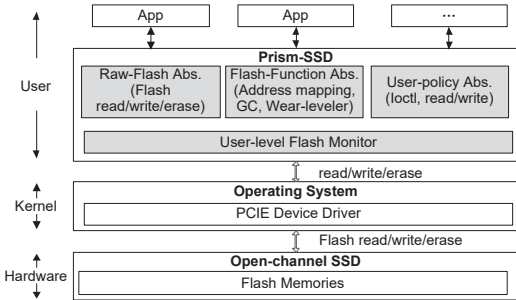 App
App
...
Prism-SSD
Raw-Flash Abs.
(Flash
read/write/erase)
Flash-Function Abs.
(Address mapping,
GC, Wear-leveler)
User-policy Abs.
(Ioctl, read/write)
User
User-level Flash Monitor
read/write/erase
Operating System
Kernel
PCIE Device Driver
Flash read/write/erase
Open-channel SSD
Hardware
Flash Memories